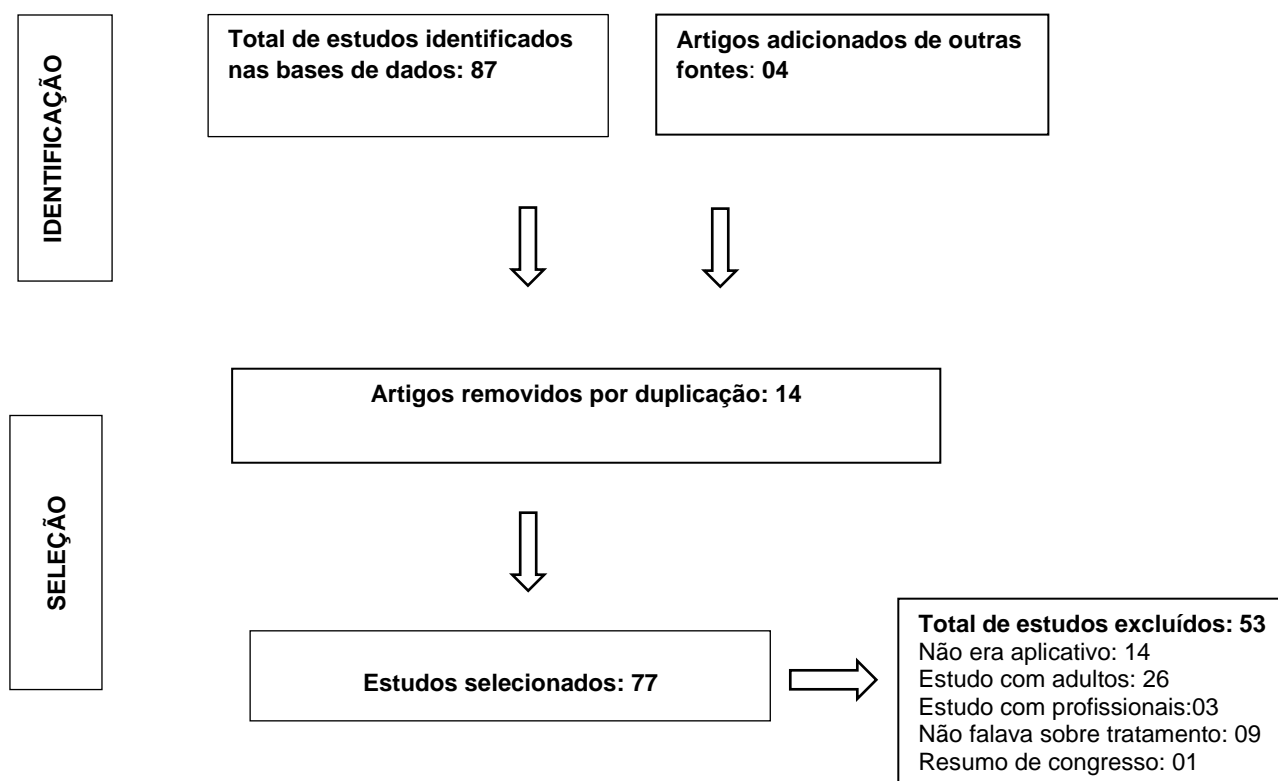 IDENTIFICAÇÃO
Total de estudos identificados
nas bases de dados: 87
Artigos adicionados de outras
fontes: 04
Artigos removidos por duplicação: 14
SELEÇÃO
Estudos selecionados: 77
Total de estudos excluídos: 53
Não era aplicativo: 14
Estudo com adultos: 26
Estudo com profissionais:03
Não falava sobre tratamento: 09
Resumo de congresso: 01